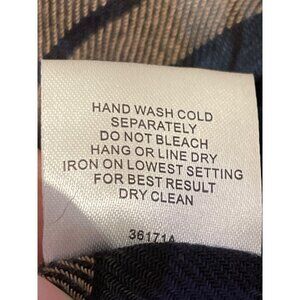 HAND WASH COLD
SEPARATELY
DO NOT BLEACH
HANG OR LINE DRY
IRON ON LOWEST SETTING
FOR BEST RESULT
DRY CLEAN
36171A